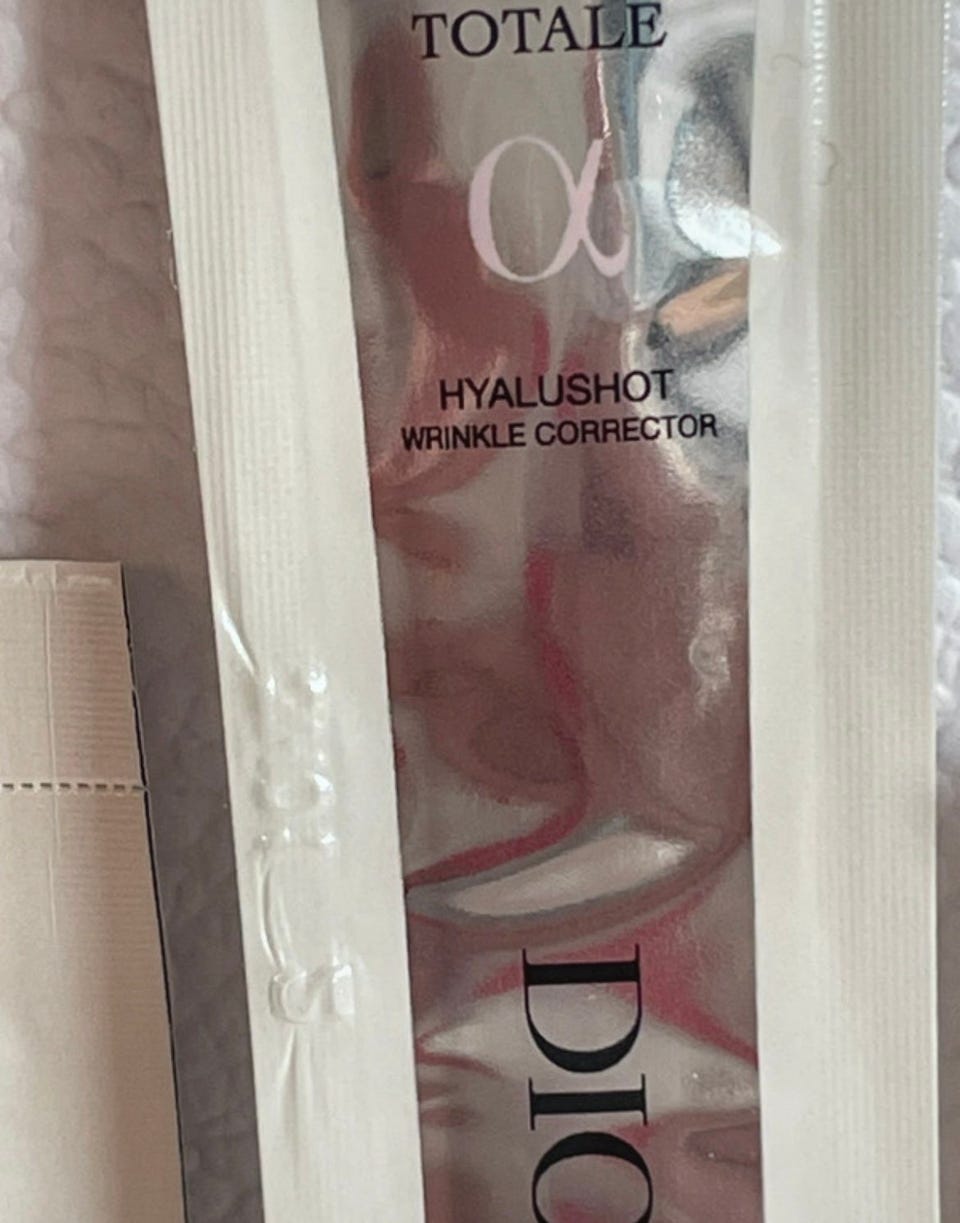 TOTALE
α
HYALUSHOT
WRINKLE CORRECTOR
DIO